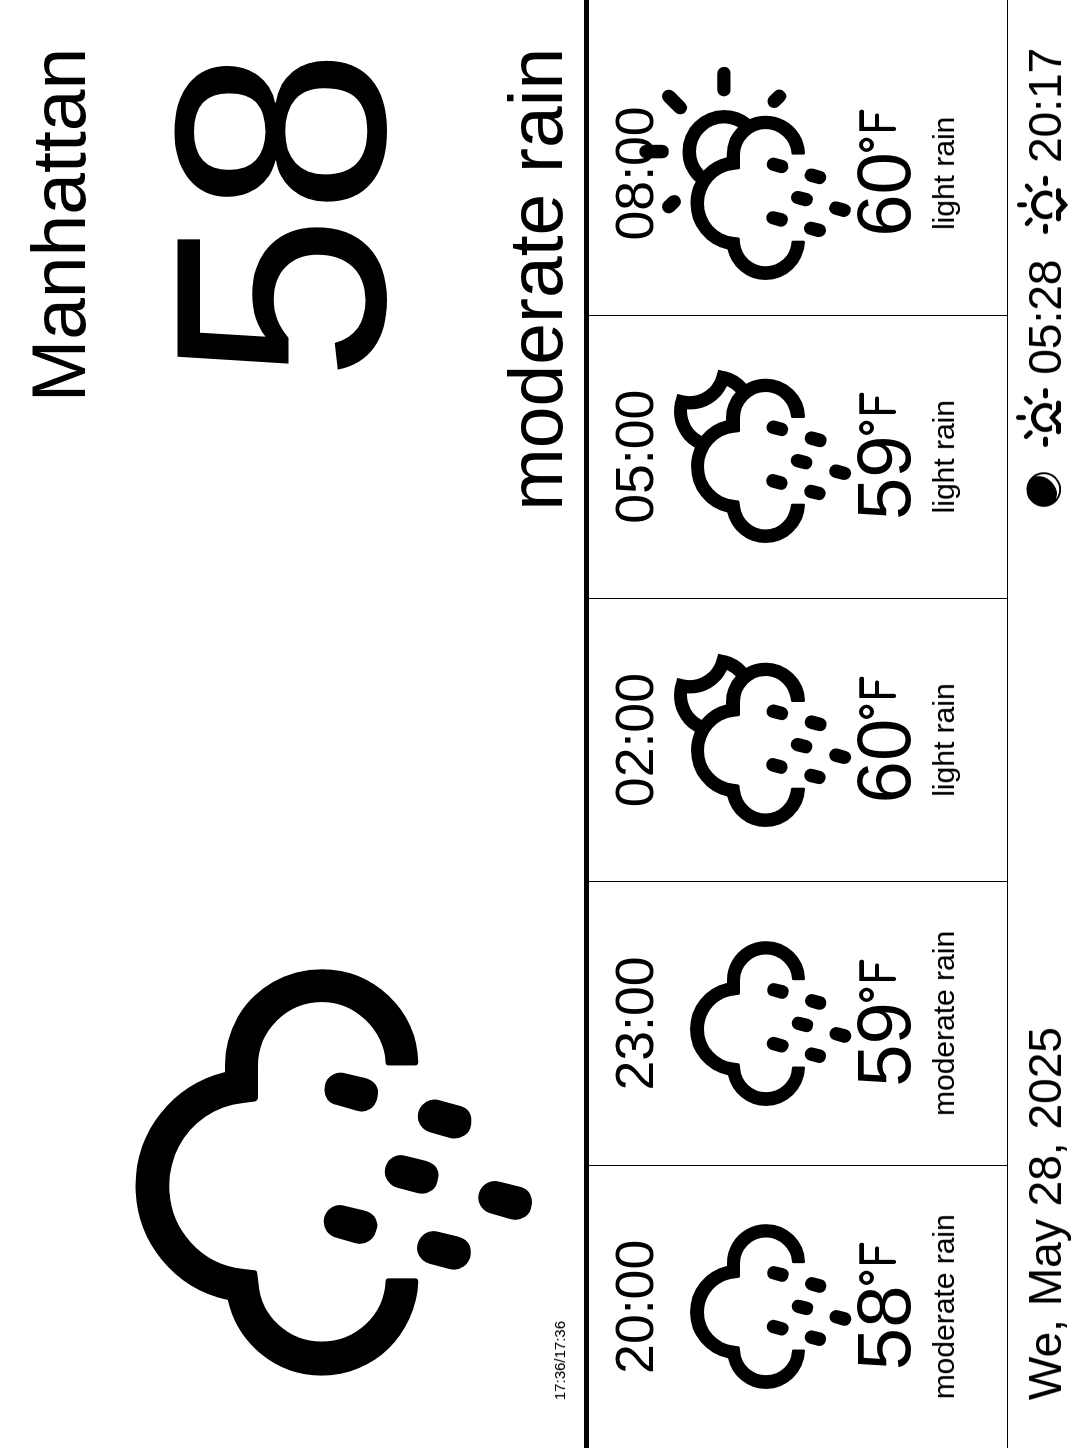 Manhattan
58
moderate rain
17:36/17:36
20:00
58°F
moderate rain
23:00
59°F
moderate rain
02:00
60°F
light rain
05:00
59°F
light rain
08:00
60°F
light rain
We, May 28, 2025
05:28
20:17